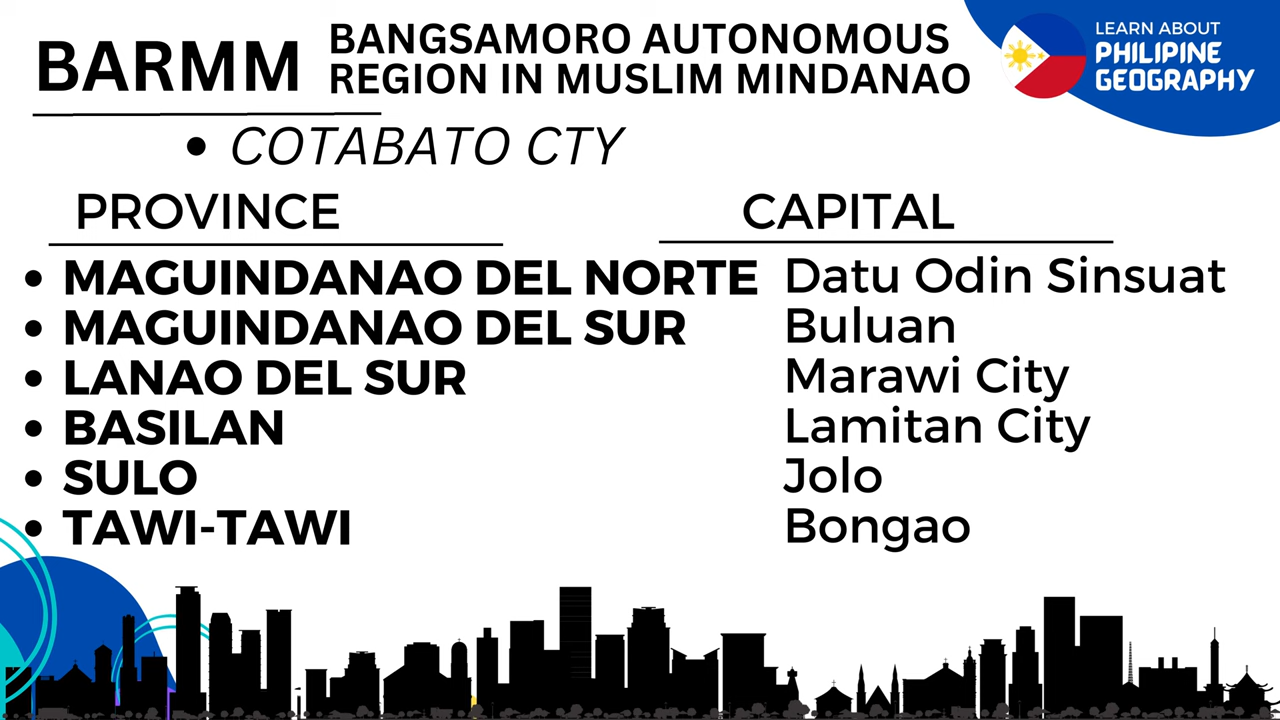 BARMM
BANGSAMORO AUTONOMOUS
REGION IN MUSLIM MINDANAO
LEARN ABOUT
PHILIPINE
GEOGRAPHY
• COTABATO CTY
PROVINCE CAPITAL
• MAGUINDANAO DEL NORTE Datu Odin Sinsuat
• MAGUINDANAO DEL SUR Buluan
• LANAO DEL SUR Marawi City
• BASILAN Lamitan City
• SULO Jolo
• TAWI-TAWI Bongao